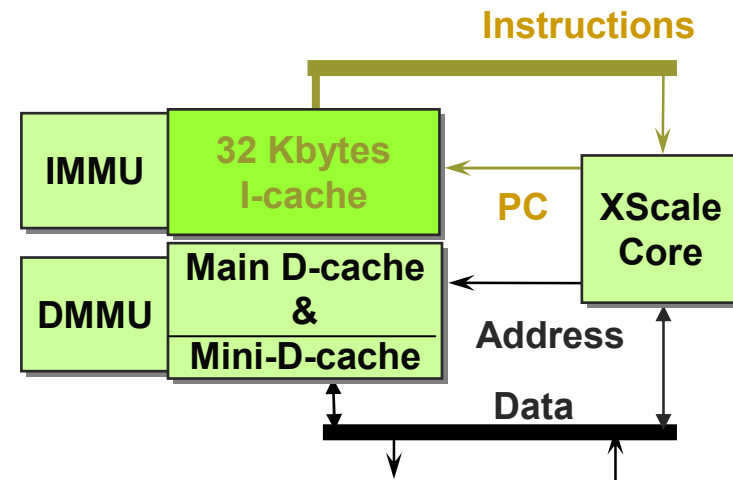 Instructions
IMMU
32 Kbytes
I-cache
PC
XScale
Core
DMMU
Main D-cache
&
Mini-D-cache
Address
Data